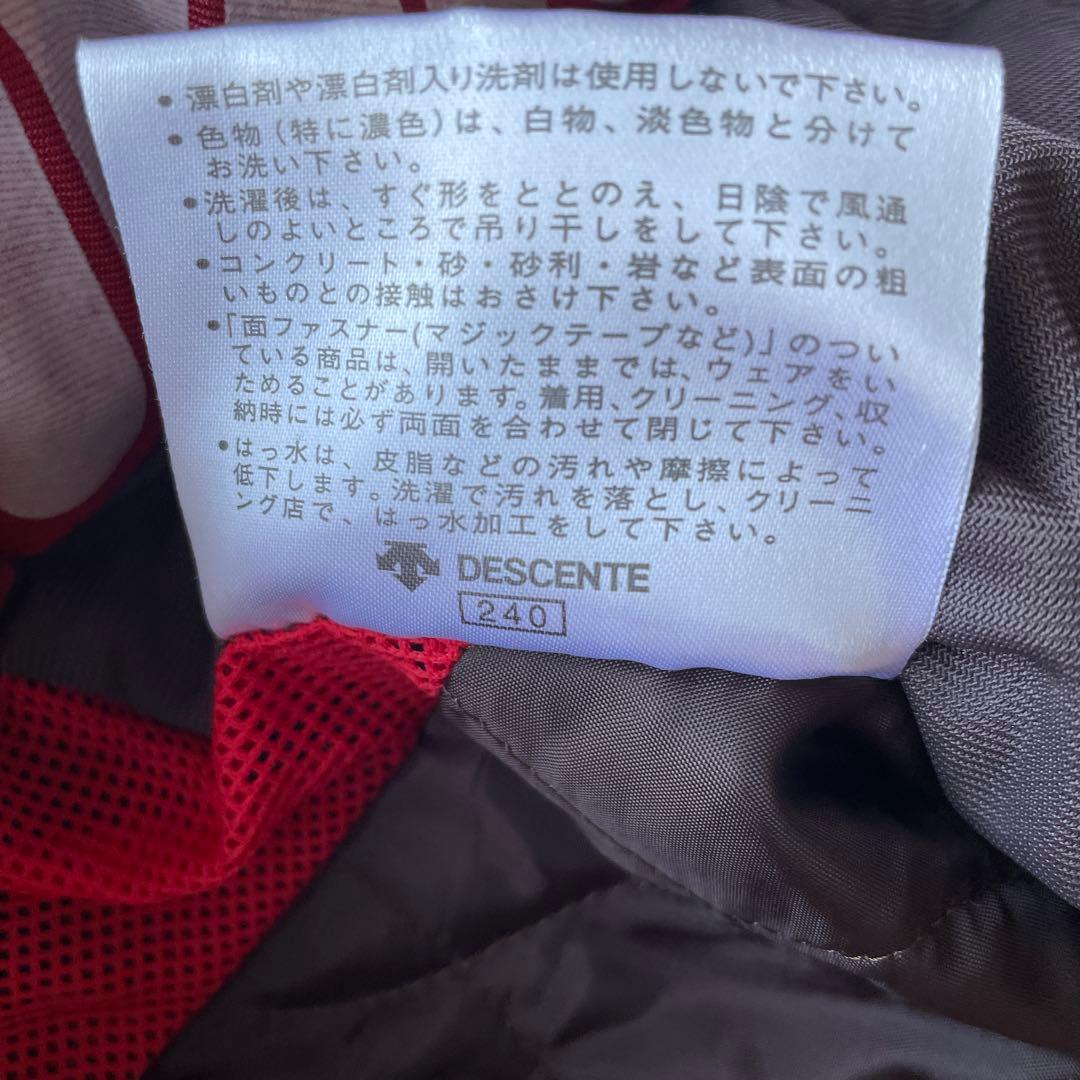 ・漂白剤や漂白剤入り洗剤は使用しないで下さい。
・色物(特に濃色)は、白物、淡色物と分けて
お洗い下さい。
・洗濯後は、すぐ形をととのえ、日陰で風通
しのよいところで吊り干しをして下さい。
・コンクリート・砂・砂利・岩など表面の粗
いものとの接触はおさけ下さい。
・「面ファスナー(マジックテープなど)」のつい
ている商品は、開いたままでは、ウェアをい
ためることがあります。着用、クリーニング、収
納時には必ず両面を合わせて閉じて下さい。
・はっ水は、皮脂などの汚れや摩擦によって
低下します。洗濯で汚れを落とし、クリーニ
ング店で、はっ水加工をして下さい。
DESCENTE
240